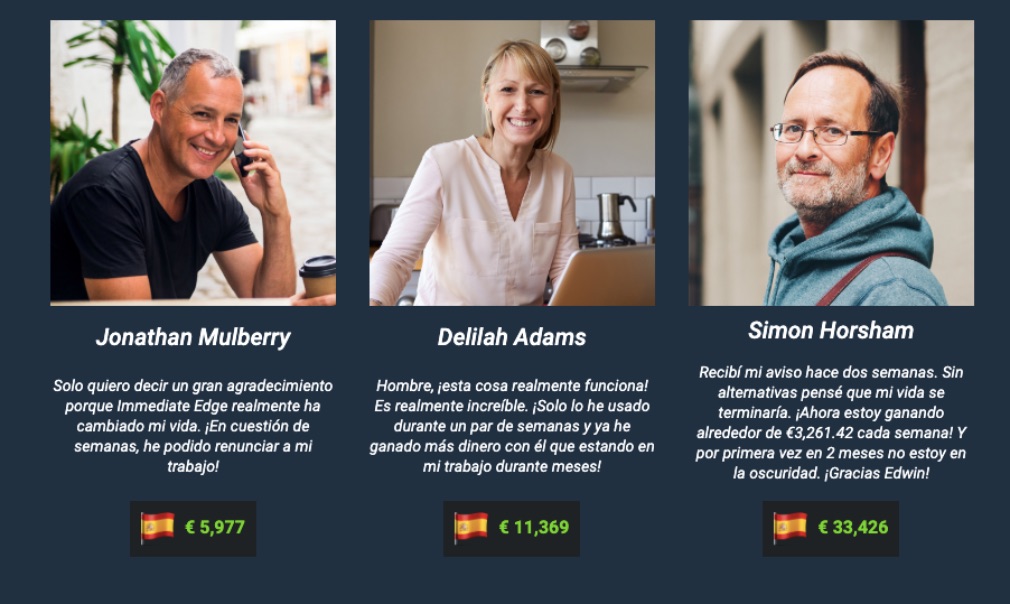 Jonathan Mulberry
Solo quiero decir un gran agradecimiento
porque Immediate Edge realmente ha
cambiado mi vida. ¡En cuestión de
semanas, he podido renunciar a mi
trabajo!
€ 5,977
Delilah Adams
Hombre, ¡esta cosa realmente funciona!
Es realmente increíble. ¡Solo lo he usado
durante un par de semanas y ya he
ganado más dinero con él que estando en
mi trabajo durante meses!
€ 11,369
Simon Horsham
Recibí mi aviso hace dos semanas. Sin
alternativas pensé que mi vida se
terminaría. ¡Ahora estoy ganando
alrededor de €3,261.42 cada semana! Y
por primera vez en 2 meses no estoy en
la oscuridad. ¡Gracias Edwin!
€ 33,426